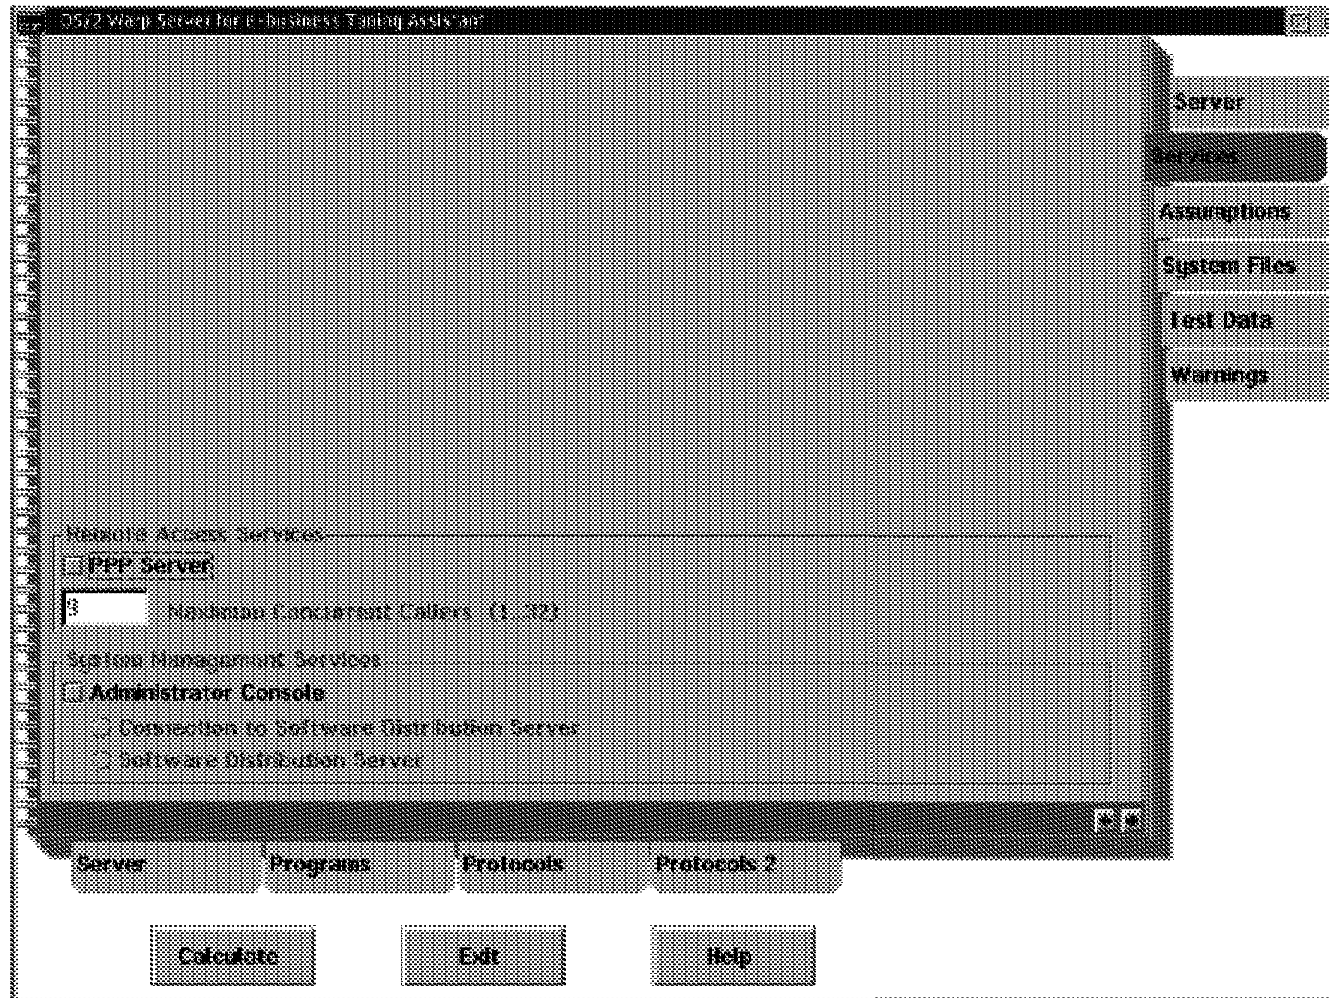 OS/2 Warp Server for e-business Tuning Assistant
Server
Services
Assumptions
System Files
Test Data
Warnings
Remote Access Services
PPP Server
Maximum Concurrent Callers (1-32)
System Management Services
Administrator Console
Connection to Software Distribution Server
Software Distribution Server
Server
Programs
Protocols
Protocols 2
Calculate
Exit
Help